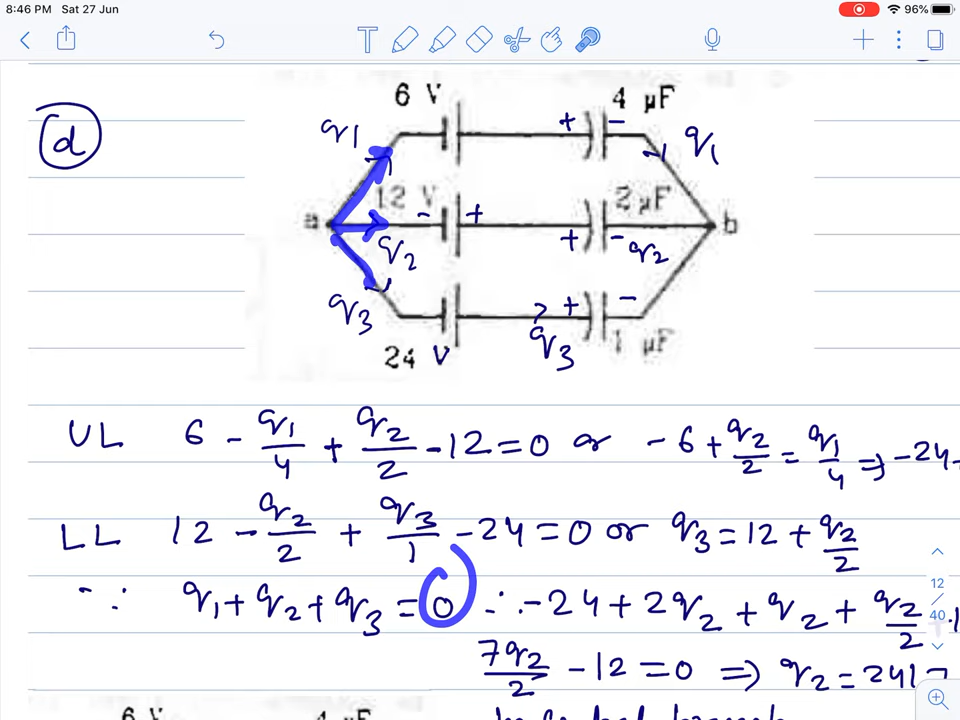 8:46 PM Sat 27 Jun 96%
T
d
6 V 4 μF
q1 + - q1
12 V 2 μF
a - + b
q2 + - q2
q3 + -
24 V q3 1 μF
UL 6 - q1/4 + q2/2 - 12 = 0 or - 6 + q2/2 = q1/4 ⇒ - 24
LL 12 - q2/2 + q3/1 - 24 = 0 or q3 = 12 + q2/2
∵ q1 + q2 + q3 = 0 ∴ - 24 + 2q2 + q2 + q2/2
7q2/2 - 12 = 0 ⇒ q2 = 24/7
12 / 40
6 V 4 μF